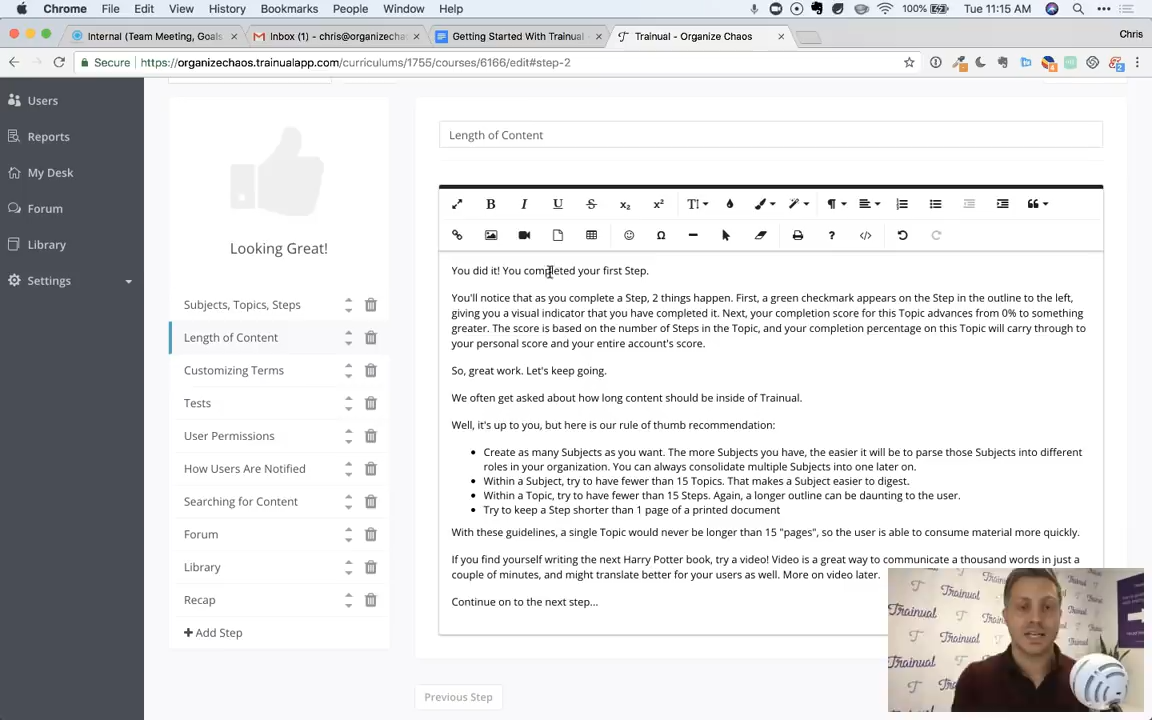 Chrome File Edit View History Bookmarks People Window Help 100% Tue 11:15 AM
Internal (Team Meeting, Goals Inbox (1) - chris@organizecha Getting Started With Trainual Trainual - Organize Chaos Chris
Secure https://organizechaos.trainualapp.com/curriculums/1755/courses/6166/edit#step-2
Users
Reports
My Desk
Forum
Library
Settings
Looking Great!
Subjects, Topics, Steps
Length of Content
Customizing Terms
Tests
User Permissions
How Users Are Notified
Searching for Content
Forum
Library
Recap
Add Step
Length of Content
You did it! You completed your first Step.
You'll notice that as you complete a Step, 2 things happen. First, a green checkmark appears on the Step in the outline to the left,
giving you a visual indicator that you have completed it. Next, your completion score for this Topic advances from 0% to something
greater. The score is based on the number of Steps in the Topic, and your completion percentage on this Topic will carry through to
your personal score and your entire account's score.
So, great work. Let's keep going.
We often get asked about how long content should be inside of Trainual.
Well, it's up to you, but here is our rule of thumb recommendation:
Create as many Subjects as you want. The more Subjects you have, the easier it will be to parse those Subjects into different
roles in your organization. You can always consolidate multiple Subjects into one later on.
Within a Subject, try to have fewer than 15 Topics. That makes a Subject easier to digest.
Within a Topic, try to have fewer than 15 Steps. Again, a longer outline can be daunting to the user.
Try to keep a Step shorter than 1 page of a printed document
With these guidelines, a single Topic would never be longer than 15 "pages", so the user is able to consume material more quickly.
If you find yourself writing the next Harry Potter book, try a video! Video is a great way to communicate a thousand words in just a
couple of minutes, and might translate better for your users as well. More on video later.
Continue on to the next step...
Previous Step
Trainual
Trainual
Trainual